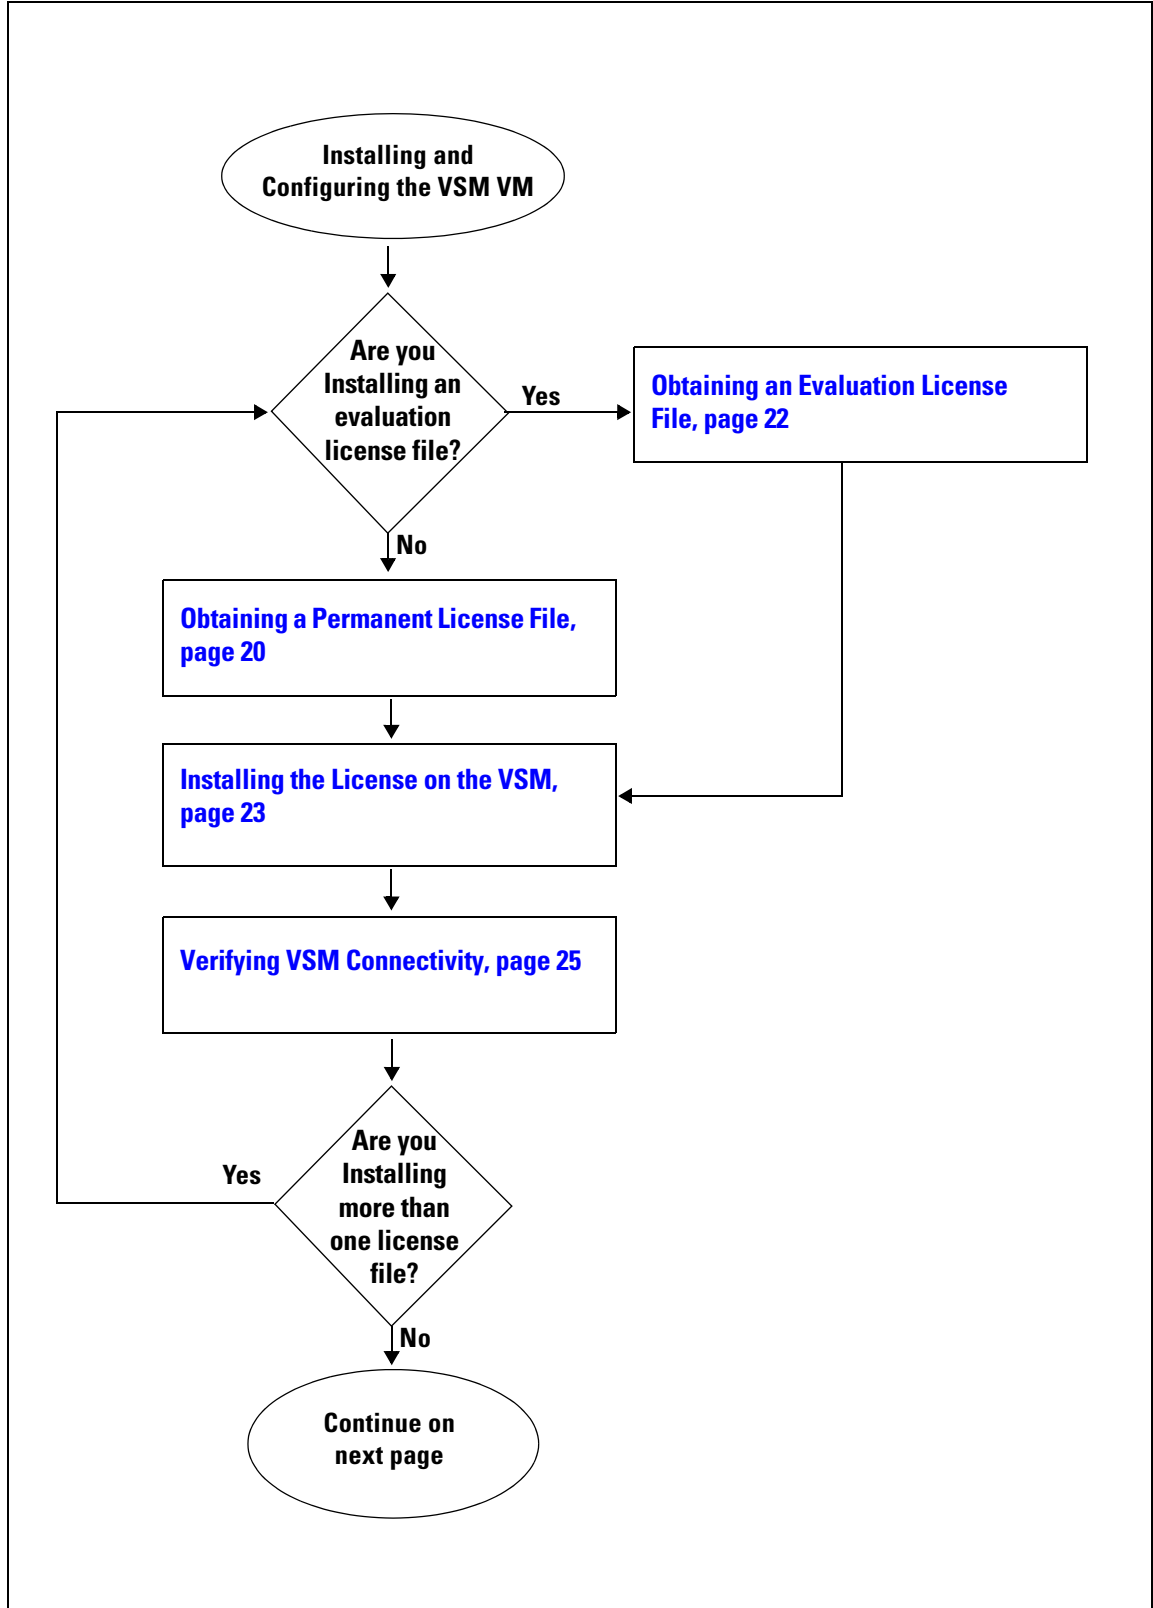 Installing and
Configuring the VSM VM
Are you
Installing an
evaluation
license file?
Yes
Obtaining an Evaluation License
File, page 22
No
Obtaining a Permanent License File,
page 20
Installing the License on the VSM,
page 23
Verifying VSM Connectivity, page 25
Are you
Installing
more than
one license
file?
Yes
No
Continue on
next page